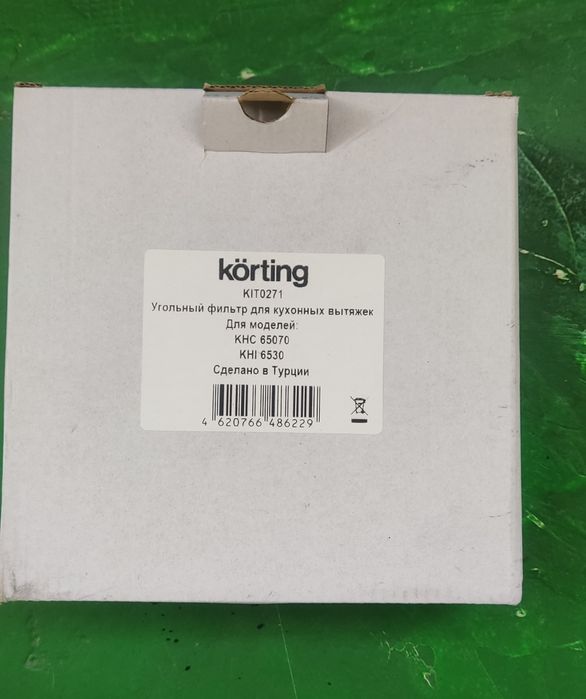 körting
KIT0271
Угольный фильтр для кухонных вытяжек
Для моделей:
KHC 65070
KHI 6530
Сделано в Турции
4 620766 486229